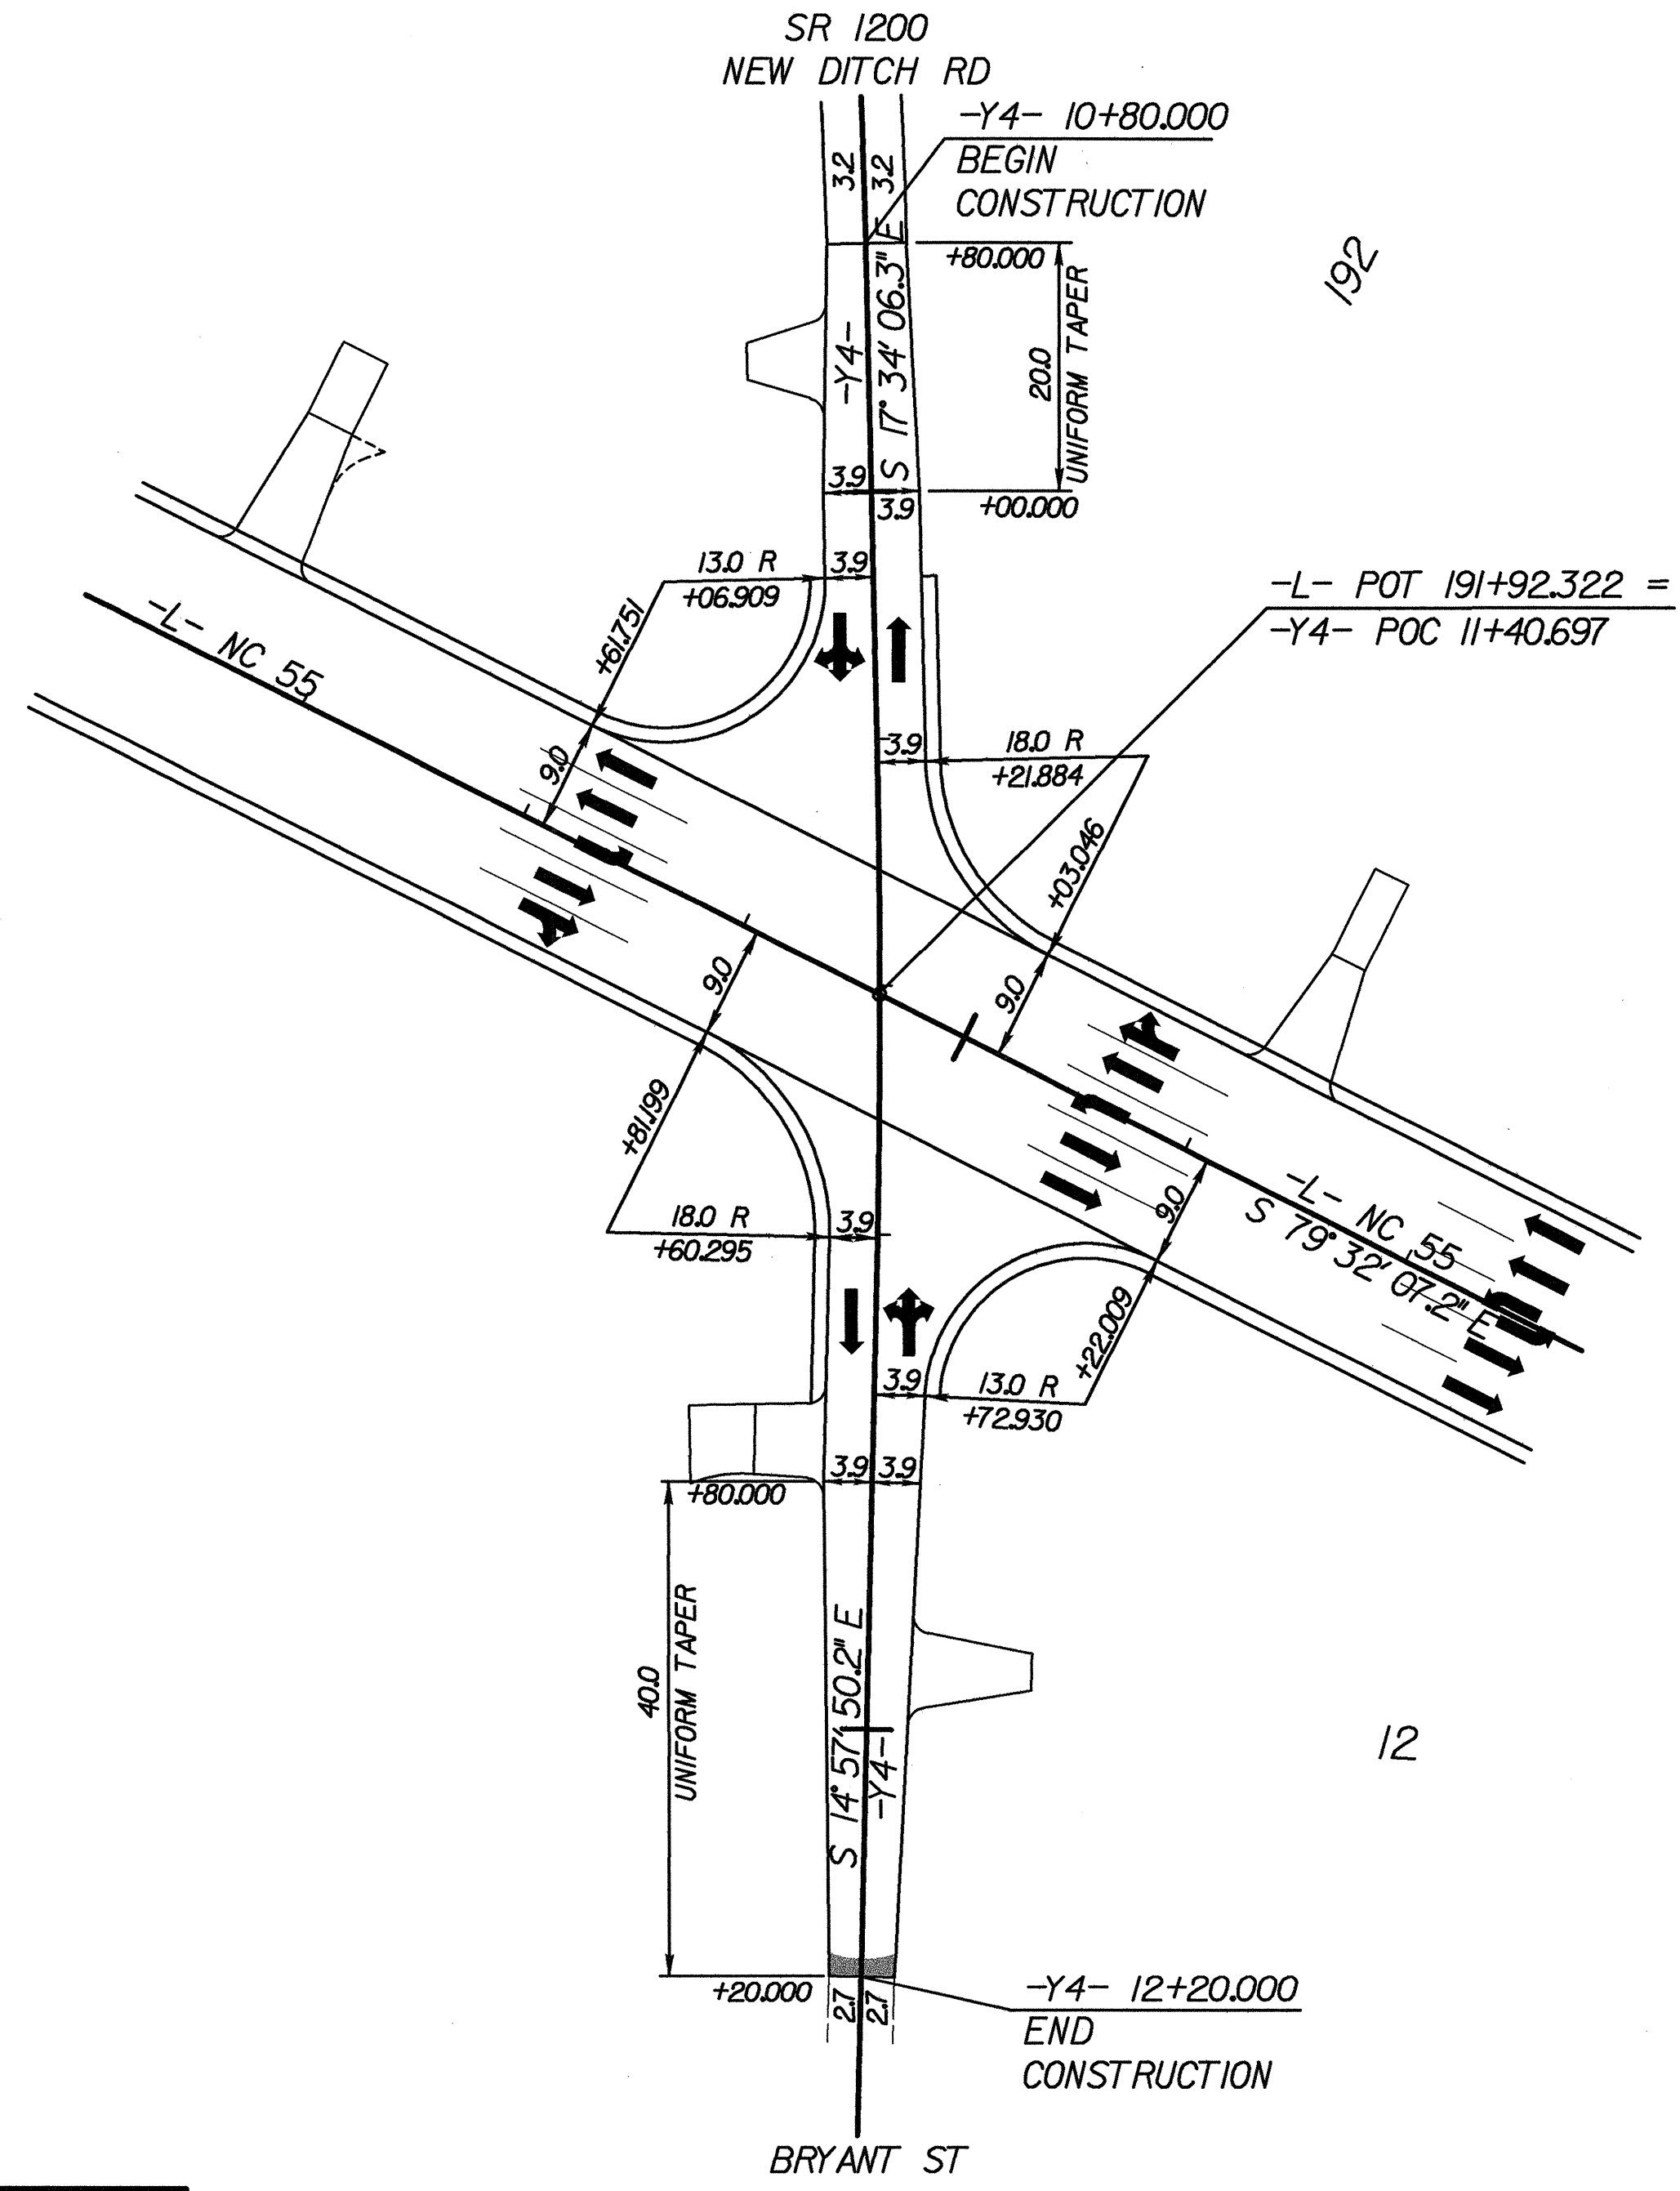 SR 1200
NEW DITCH RD
-Y4- 10+80.000
BEGIN
CONSTRUCTION
3.2
3.2
+80.000
192
20.0
UNIFORM TAPER
-Y4-
S 17° 34' 06.3" E
3.9
3.9
+00.000
13.0 R
+06.909
3.9
+61.751
-L- POT 191+92.322 =
-Y4- POC 11+40.697
-L- NC 55
9.0
3.9
18.0 R
+21.884
+03.046
9.0
9.0
+81.199
18.0 R
+60.295
3.9
9.0
-L- NC 55
S 79° 32' 07.2" E
+22.009
3.9
13.0 R
+72.930
3.9
3.9
+80.000
40.0
UNIFORM TAPER
S 14° 57' 50.2" E
-Y4-
12
+20.000
2.7
2.7
-Y4- 12+20.000
END
CONSTRUCTION
BRYANT ST